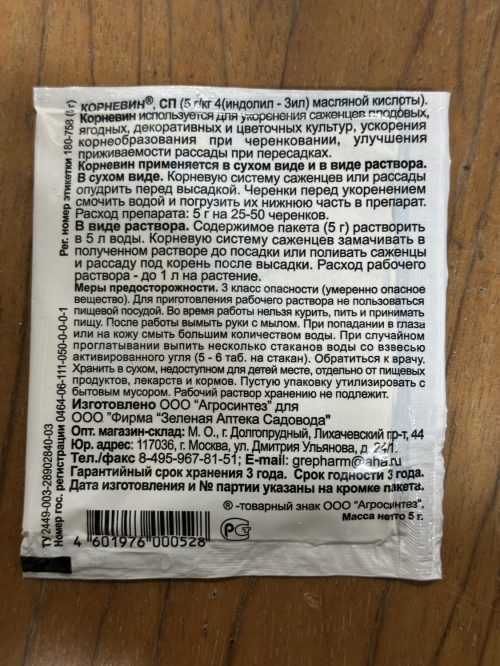 КОРНЕВИН®, СП (5 г/кг 4(индолил - 3ил) масляной кислоты).
Корневин используется для укоренения саженцев плодовых,
ягодных, декоративных и цветочных культур, ускорения
корнеобразования при черенковании, улучшения
приживаемости рассады при пересадках.
Корневин применяется в сухом виде и в виде раствора.
В сухом виде. Корневую систему саженцев или рассады
опудрить перед высадкой. Черенки перед укоренением
смочить водой и погрузить их нижнюю часть в препарат.
Расход препарата: 5 г на 25-50 черенков.
В виде раствора. Содержимое пакета (5 г) растворить
в 5 л воды. Корневую систему саженцев замачивать в
полученном растворе до посадки или поливать саженцы
и рассаду под корень после высадки. Расход рабочего
раствора - до 1 л на растение.
Меры предосторожности. 3 класс опасности (умеренно опасное
вещество). Для приготовления рабочего раствора не пользоваться
пищевой посудой. Во время работы нельзя курить, пить и принимать
пищу. После работы вымыть руки с мылом. При попадании в глаза
или на кожу смыть большим количеством воды. При случайном
проглатывании выпить несколько стаканов воды со взвесью
активированного угля (5 - 6 таб. на стакан). Обратиться к врачу.
Хранить в сухом, недоступном для детей месте, отдельно от пищевых
продуктов, лекарств и кормов. Пустую упаковку утилизировать с
бытовым мусором. Рабочий раствор хранению не подлежит.
Изготовлено ООО "Агросинтез" для
ООО "Фирма "Зеленая Аптека Садовода"
Опт. магазин-склад: М. О., г. Долгопрудный, Лихачевский пр-т, 44
Юр. адрес: 117036, г. Москва, ул. Дмитрия Ульянова, д. 24/1.
Тел./факс 8-495-967-81-51; E-mail: grepharm@aha.ru
Гарантийный срок хранения 3 года. Срок годности 3 года.
Дата изготовления и № партии указаны на кромке пакета.
® -товарный знак ООО "Агросинтез".
Масса нетто 5 г.
4 601976 000528
РСТ
ТУ 2449-003-28902840-03
Номер гос. регистрации 0464-06-111-050-0-0-0-1
Рег. номер этикетки 180-758 (5 г)